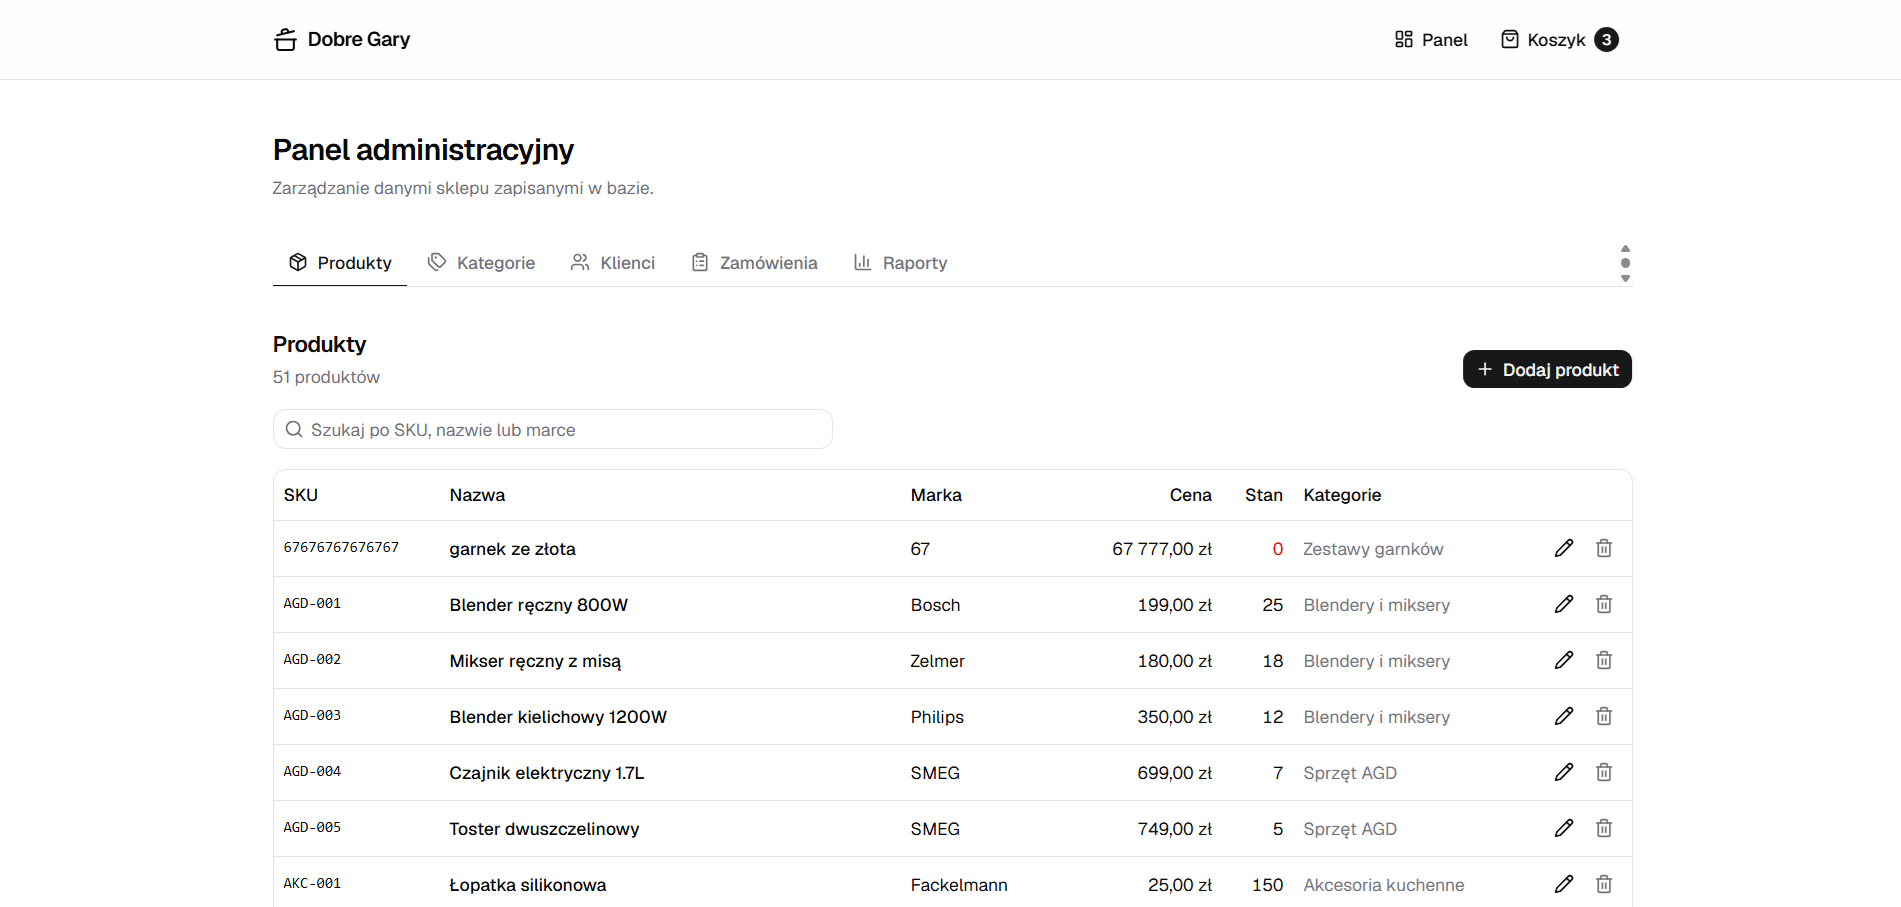 Dobre Gary
Panel
Koszyk 3
Panel administracyjny
Zarządzanie danymi sklepu zapisanymi w bazie.
Produkty Kategorie Klienci Zamówienia Raporty
Produkty
51 produktów
+ Dodaj produkt
Szukaj po SKU, nazwie lub marce
SKU Nazwa Marka Cena Stan Kategorie
67676767676767 garnek ze złota 67 67 777,00 zł 0 Zestawy garnków
AGD-001 Blender ręczny 800W Bosch 199,00 zł 25 Blendery i miksery
AGD-002 Mikser ręczny z misą Zelmer 180,00 zł 18 Blendery i miksery
AGD-003 Blender kielichowy 1200W Philips 350,00 zł 12 Blendery i miksery
AGD-004 Czajnik elektryczny 1.7L SMEG 699,00 zł 7 Sprzęt AGD
AGD-005 Toster dwuszczelinowy SMEG 749,00 zł 5 Sprzęt AGD
AKC-001 Łopatka silikonowa Fackelmann 25,00 zł 150 Akcesoria kuchenne